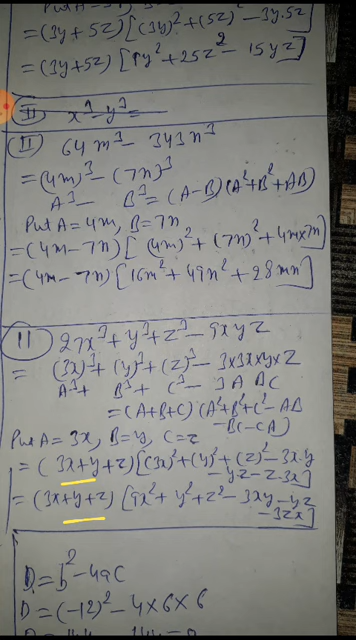 Put A = 3y,
= (3y+5z) [(3y)² + (5z)² - 3y.5z]
= (3y+5z) [9y² + 25z² - 15yz]
II x³ - y³ =
(II) 64m³ - 343n³
= (4m)³ - (7n)³
A³ - B³ = (A-B) (A²+B²+AB)
Put A = 4m, B = 7n
= (4m-7n) [(4m)² + (7n)² + 4m×7n]
= (4m-7n) [16m² + 49n² + 28mn]
(11) 27x³ + y³ + z³ - 9xyz
= (3x)³ + (y)³ + (z)³ - 3×3x×y×z
A³ + B³ + C³ - 3ABC
= (A+B+C) (A²+B²+C²-AB
-BC-CA)
Put A = 3x, B = y, C = z
= (3x+y+z) [(3x)² + (y)² + (z)² - 3x.y
- y.z - z.3x]
= (3x+y+z) [9x² + y² + z² - 3xy - yz
- 3zx]
D = b² - 4ac
D = (-12)² - 4×6×6